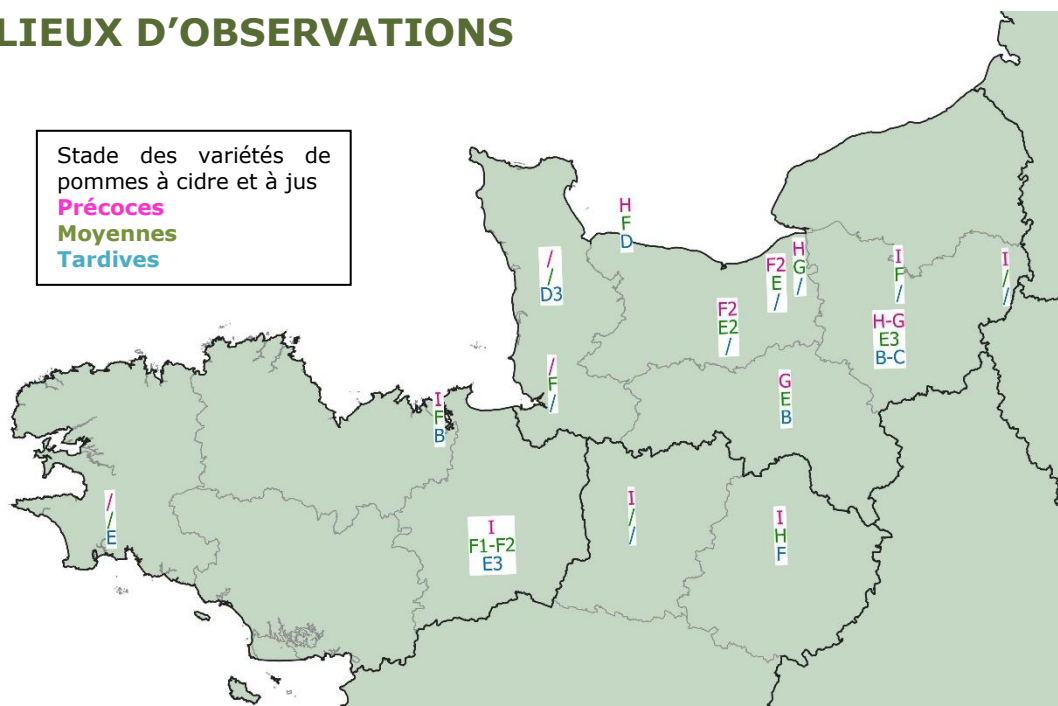 LIEUX D'OBSERVATIONS
Stade des variétés de
pommes à cidre et à jus
Précoces
Moyennes
Tardives
H
F
D
/
/
D3
F2
E
/
H
G
/
I
F
/
I
/
/
F2
E2
/
H-G
E3
B-C
/
F
/
G
E
B
I
F
B
/
/
E
I
F1-F2
E3
I
/
/
I
H
F